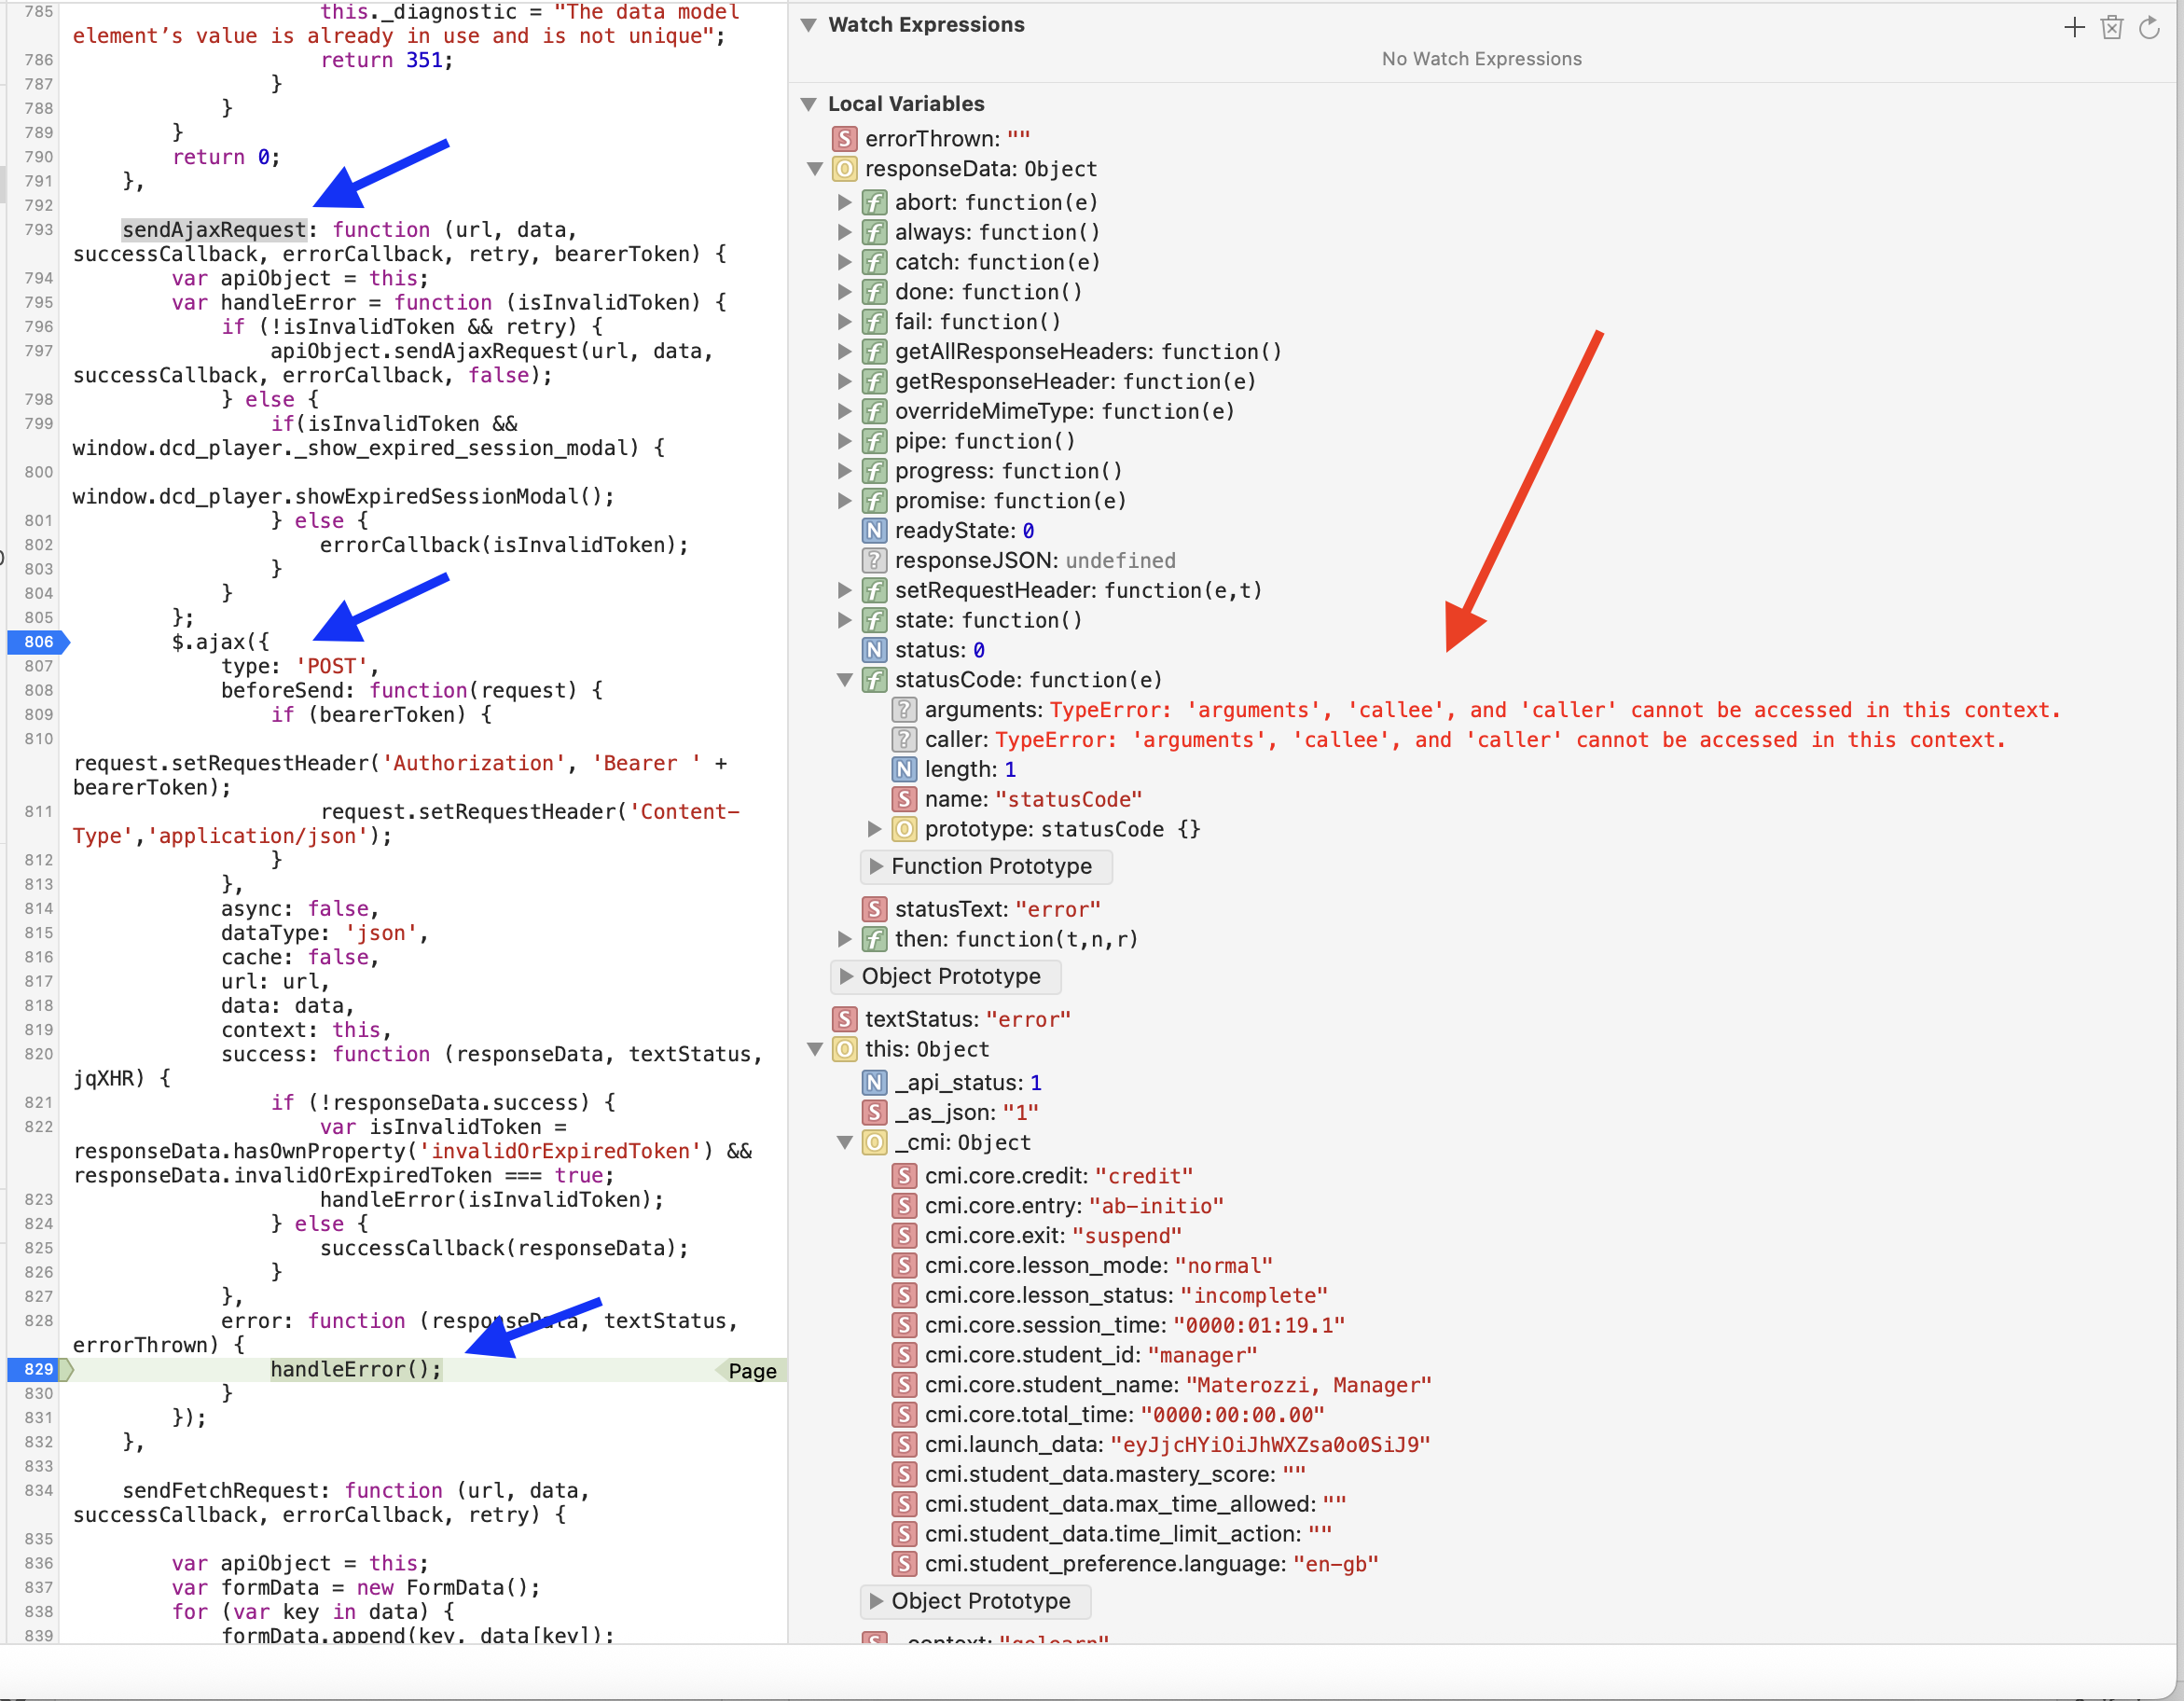 785 this._diagnostic = "The data model
element’s value is already in use and is not unique";
786 return 351;
787 }
788 }
789 }
790 return 0;
791 },
792
793 sendAjaxRequest: function (url, data,
successCallback, errorCallback, retry, bearerToken) {
794 var apiObject = this;
795 var handleError = function (isInvalidToken) {
796 if (!isInvalidToken && retry) {
797 apiObject.sendAjaxRequest(url, data,
successCallback, errorCallback, false);
798 } else {
799 if(isInvalidToken &&
window.dcd_player._show_expired_session_modal) {
800
window.dcd_player.showExpiredSessionModal();
801 } else {
802 errorCallback(isInvalidToken);
803 }
804 }
805 };
806 $.ajax({
807 type: 'POST',
808 beforeSend: function(request) {
809 if (bearerToken) {
810
request.setRequestHeader('Authorization', 'Bearer ' +
bearerToken);
811 request.setRequestHeader('Content-
Type','application/json');
812 }
813 },
814 async: false,
815 dataType: 'json',
816 cache: false,
817 url: url,
818 data: data,
819 context: this,
820 success: function (responseData, textStatus,
jqXHR) {
821 if (!responseData.success) {
822 var isInvalidToken =
responseData.hasOwnProperty('invalidOrExpiredToken') &&
responseData.invalidOrExpiredToken === true;
823 handleError(isInvalidToken);
824 } else {
825 successCallback(responseData);
826 }
827 },
828 error: function (responseData, textStatus,
errorThrown) {
829 handleError(); Page
830 }
831 });
832 },
833
834 sendFetchRequest: function (url, data,
successCallback, errorCallback, retry) {
835
836 var apiObject = this;
837 var formData = new FormData();
838 for (var key in data) {
839 formData.append(key, data[key]);
Watch Expressions
No Watch Expressions
Local Variables
S errorThrown: ""
O responseData: Object
f abort: function(e)
f always: function()
f catch: function(e)
f done: function()
f fail: function()
f getAllResponseHeaders: function()
f getResponseHeader: function(e)
f overrideMimeType: function(e)
f pipe: function()
f progress: function()
f promise: function(e)
N readyState: 0
? responseJSON: undefined
f setRequestHeader: function(e,t)
f state: function()
N status: 0
f statusCode: function(e)
? arguments: TypeError: 'arguments', 'callee', and 'caller' cannot be accessed in this context.
? caller: TypeError: 'arguments', 'callee', and 'caller' cannot be accessed in this context.
N length: 1
S name: "statusCode"
O prototype: statusCode {}
Function Prototype
S statusText: "error"
f then: function(t,n,r)
Object Prototype
S textStatus: "error"
O this: Object
N _api_status: 1
S _as_json: "1"
O _cmi: Object
S cmi.core.credit: "credit"
S cmi.core.entry: "ab-initio"
S cmi.core.exit: "suspend"
S cmi.core.lesson_mode: "normal"
S cmi.core.lesson_status: "incomplete"
S cmi.core.session_time: "0000:01:19.1"
S cmi.core.student_id: "manager"
S cmi.core.student_name: "Materozzi, Manager"
S cmi.core.total_time: "0000:00:00.00"
S cmi.launch_data: "eyJjcHYiOiJhWXZsa0o0SiJ9"
S cmi.student_data.mastery_score: ""
S cmi.student_data.max_time_allowed: ""
S cmi.student_data.time_limit_action: ""
S cmi.student_preference.language: "en-gb"
Object Prototype
S _context: "golearn"